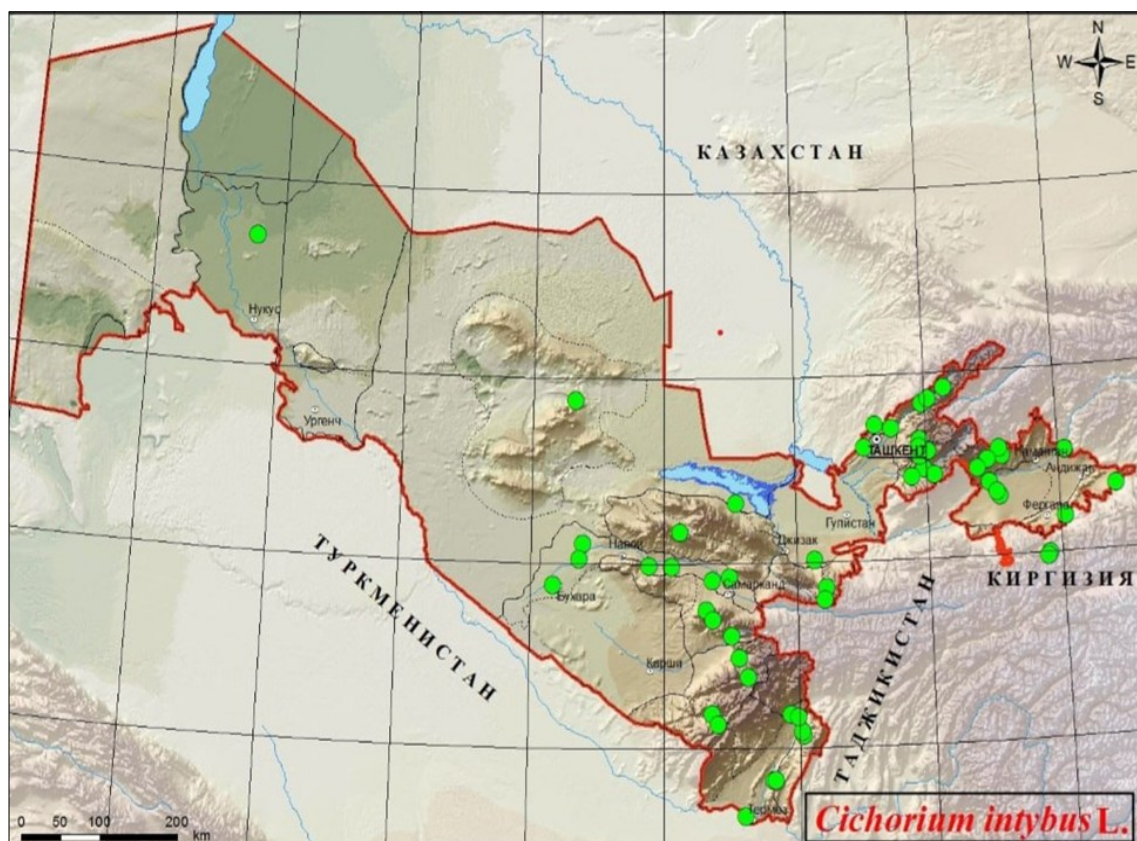 N
W E
S
КАЗАХСТАН
Нукус
Ургенч
ТАШКЕНТ
Наманган
Андижан
Гулистан
Фергана
Джизак
Навои
КИРГИЗИЯ
Самарканд
Бухара
ТУРКМЕНИСТАН
Карши
ТАДЖИКИСТАН
Термез
0 50 100 200
km
Cichorium intybus L.